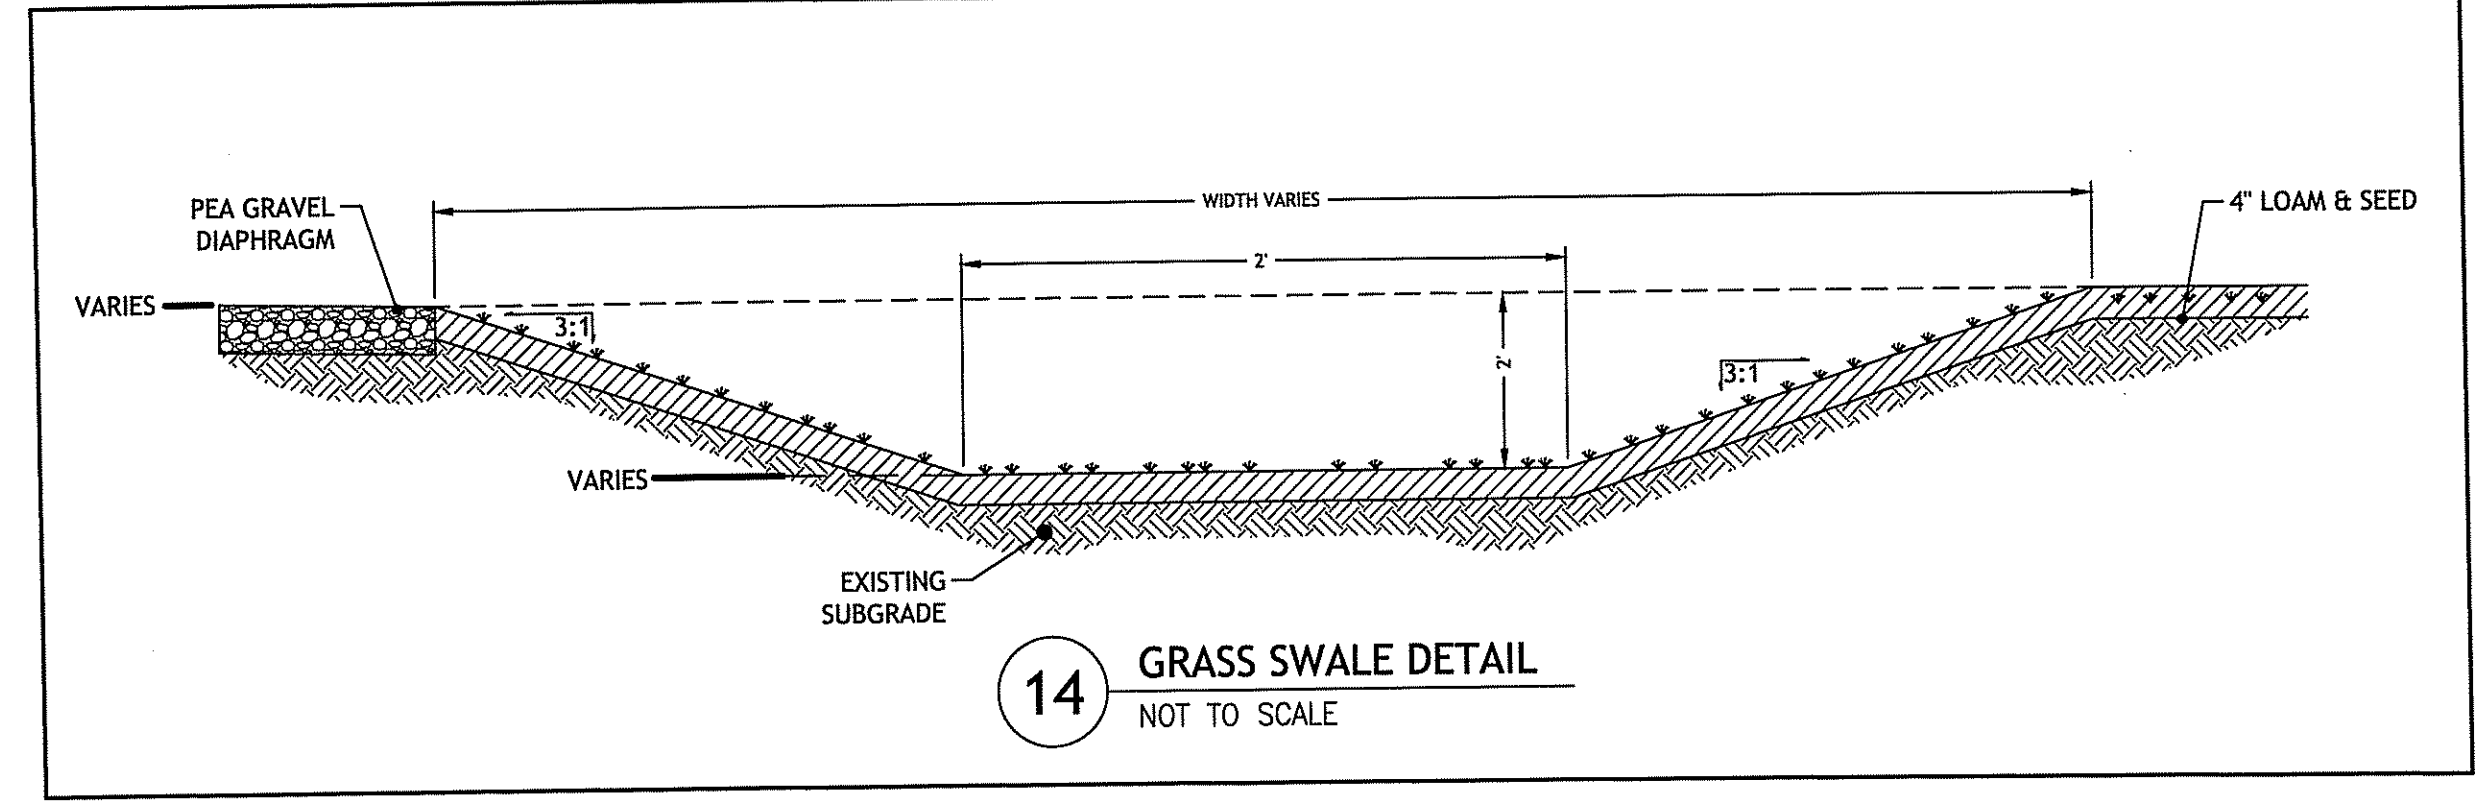 WIDTH VARIES
PEA GRAVEL
DIAPHRAGM
4" LOAM & SEED
2'
VARIES
3:1
2'
3:1
VARIES
EXISTING
SUBGRADE
14
GRASS SWALE DETAIL
NOT TO SCALE